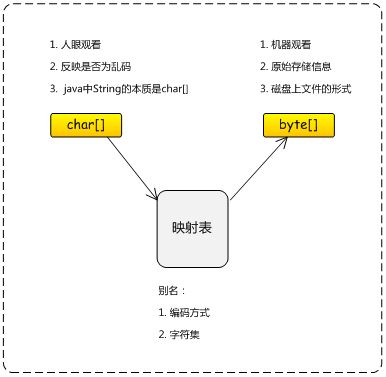 1. 人眼观看
2. 反映是否为乱码
3. java中String的本质是char[]
char[]
1. 机器观看
2. 原始存储信息
3. 磁盘上文件的形式
byte[]
映射表
别名：
1. 编码方式
2. 字符集